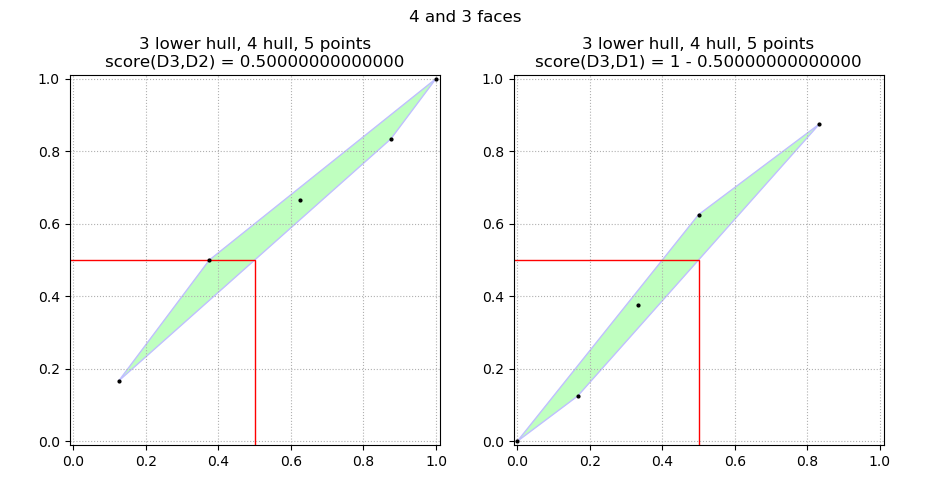 4 and 3 faces
3 lower hull, 4 hull, 5 points
score(D3,D2) = 0.50000000000000
1.0
0.8
0.6
0.4
0.2
0.0
0.0 0.2 0.4 0.6 0.8 1.0
3 lower hull, 4 hull, 5 points
score(D3,D1) = 1 - 0.50000000000000
1.0
0.8
0.6
0.4
0.2
0.0
0.0 0.2 0.4 0.6 0.8 1.0